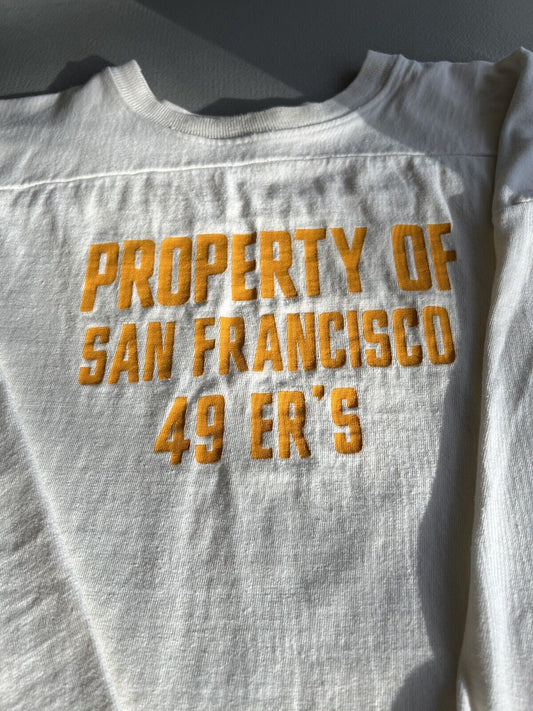 PROPERTY OF
SAN FRANCISCO
49 ER'S